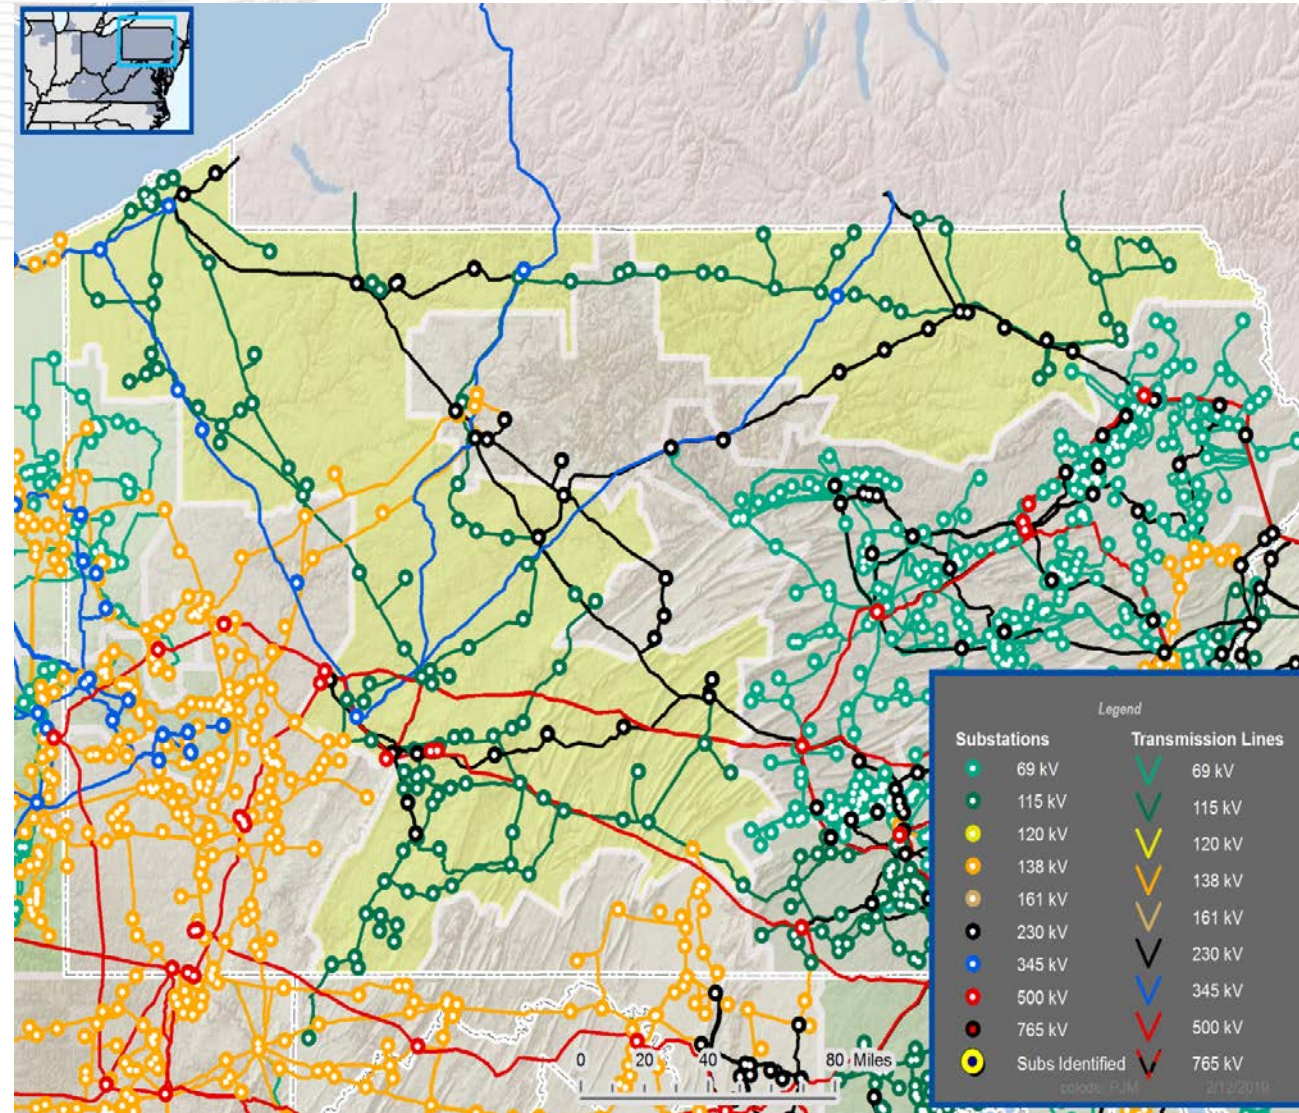 Legend
Substations Transmission Lines
69 kV 69 kV
115 kV 115 kV
120 kV 120 kV
138 kV 138 kV
161 kV 161 kV
230 kV 230 kV
345 kV 345 kV
500 kV 500 kV
765 kV 765 kV
Subs Identified
0 20 40 80 Miles
PJM 2/12/2019